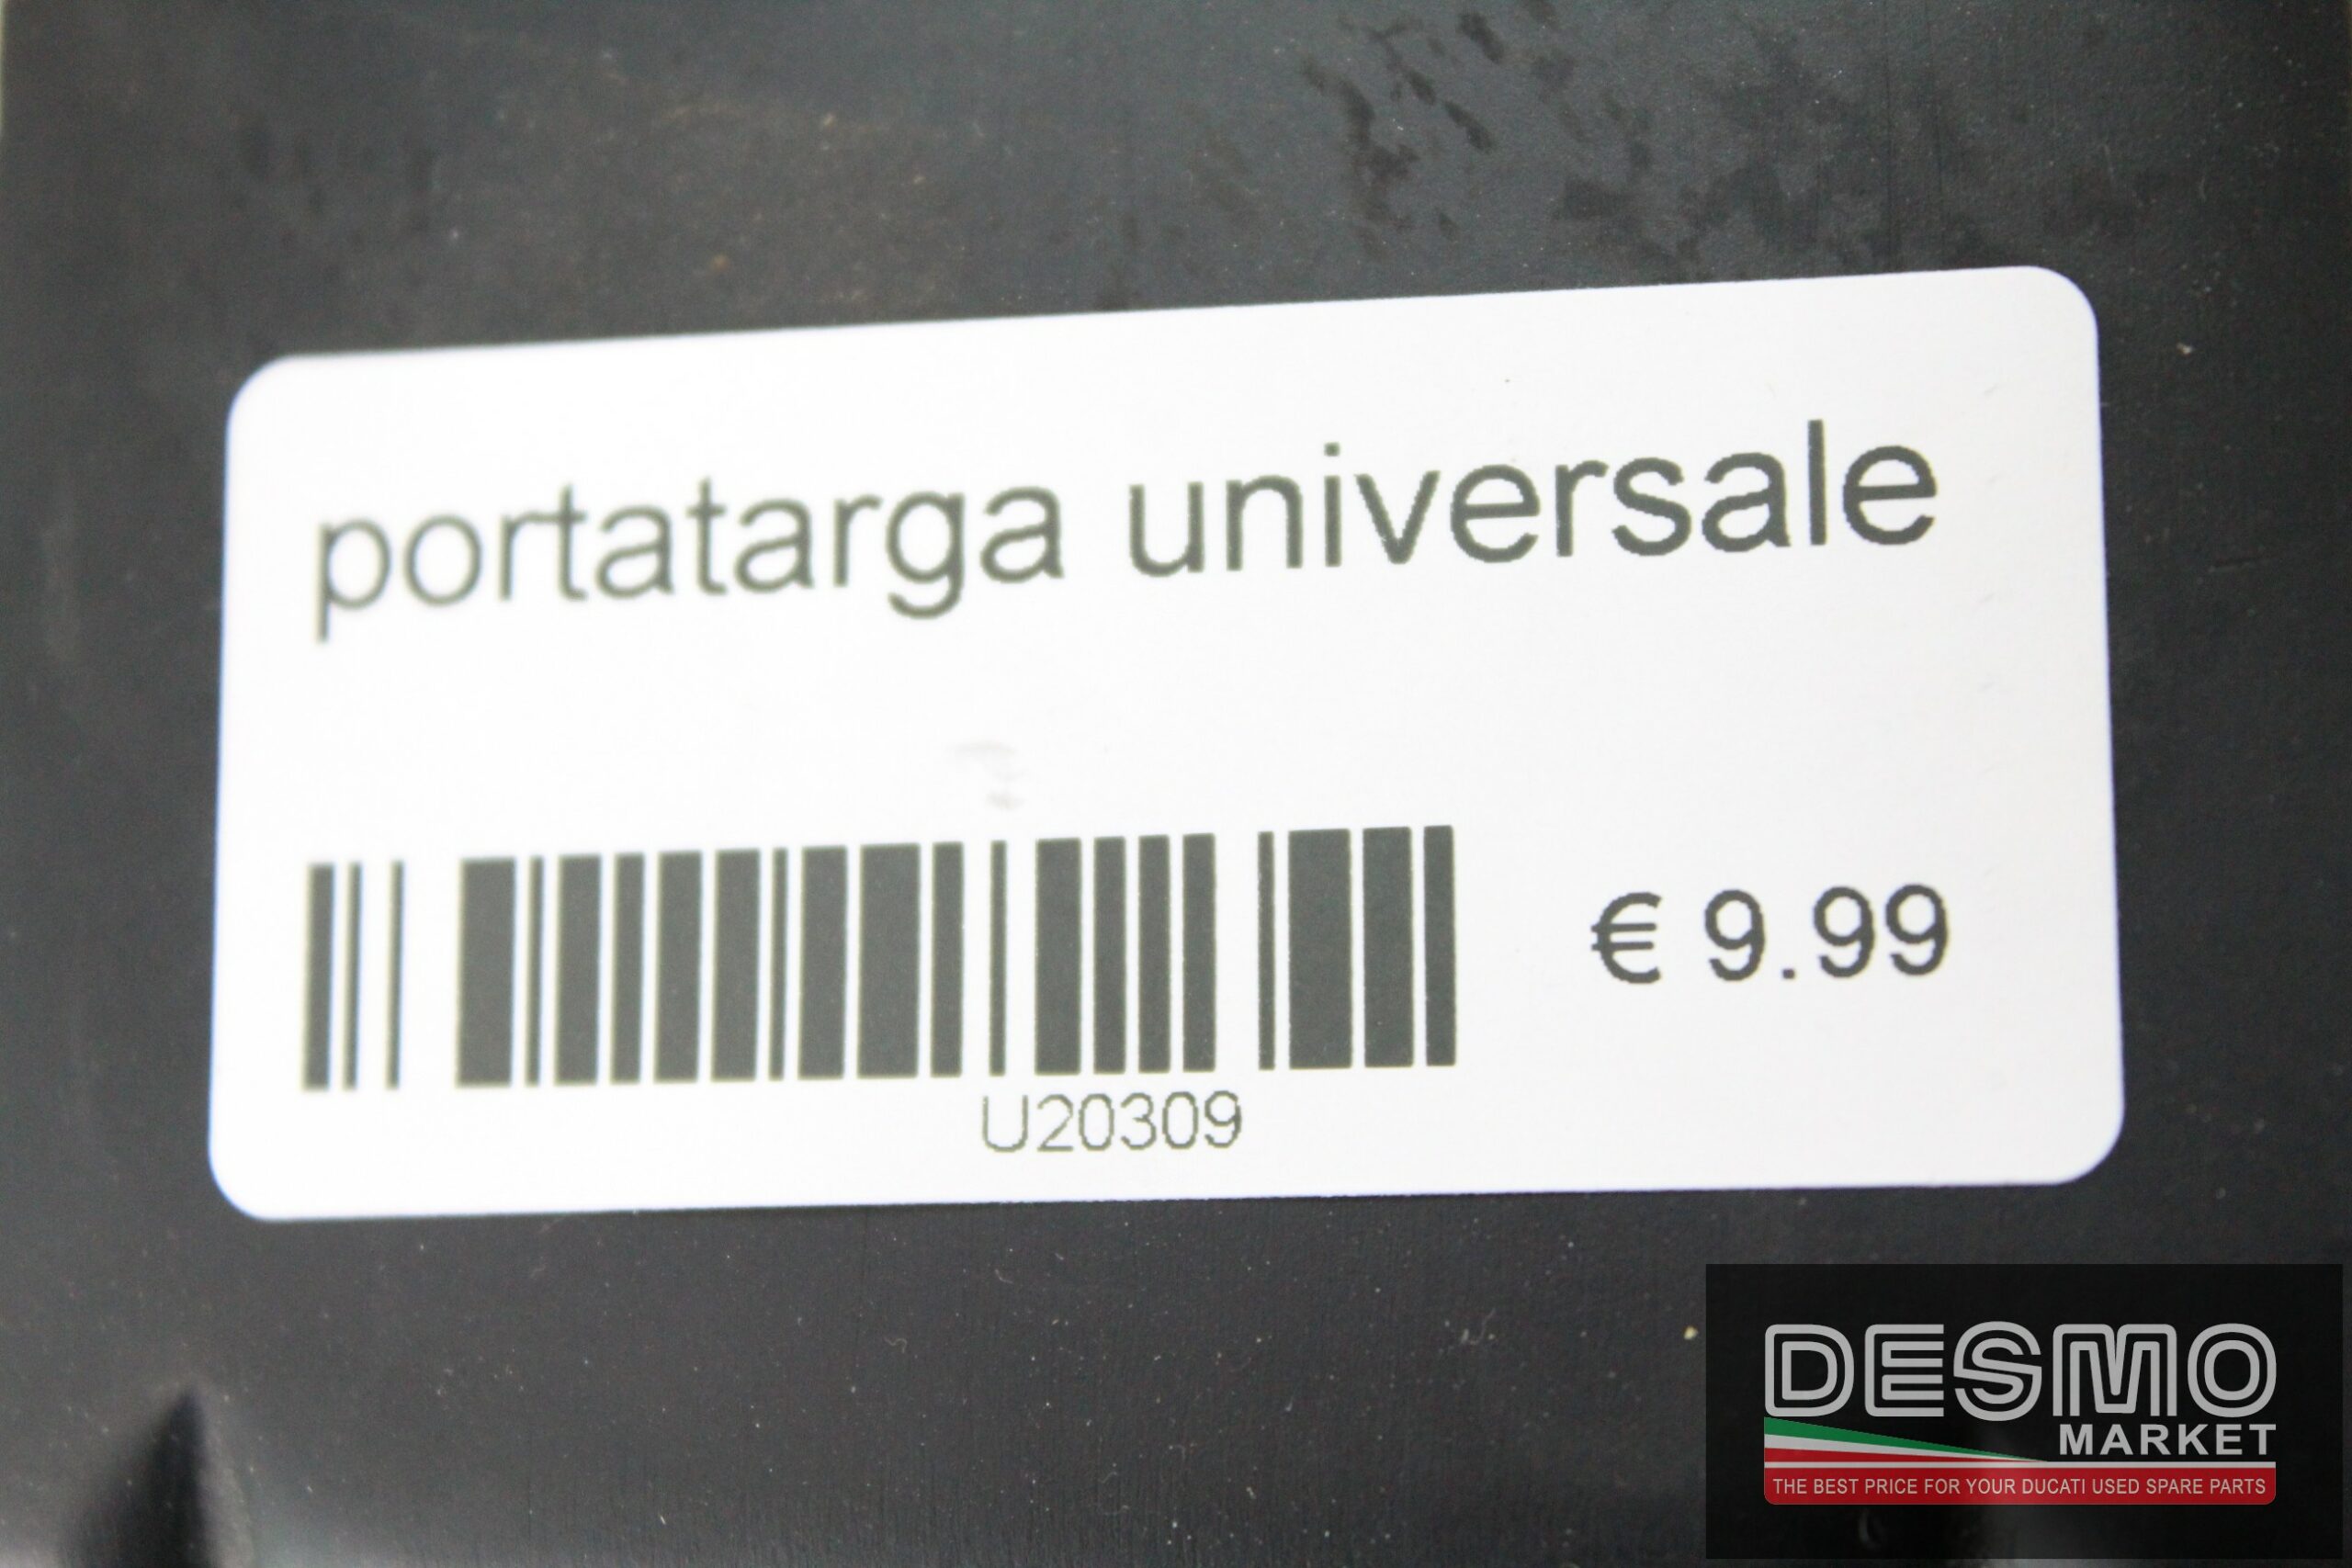 portatarga universale
€ 9.99
U20309
DESMO
MARKET
THE BEST PRICE FOR YOUR DUCATI USED SPARE PARTS